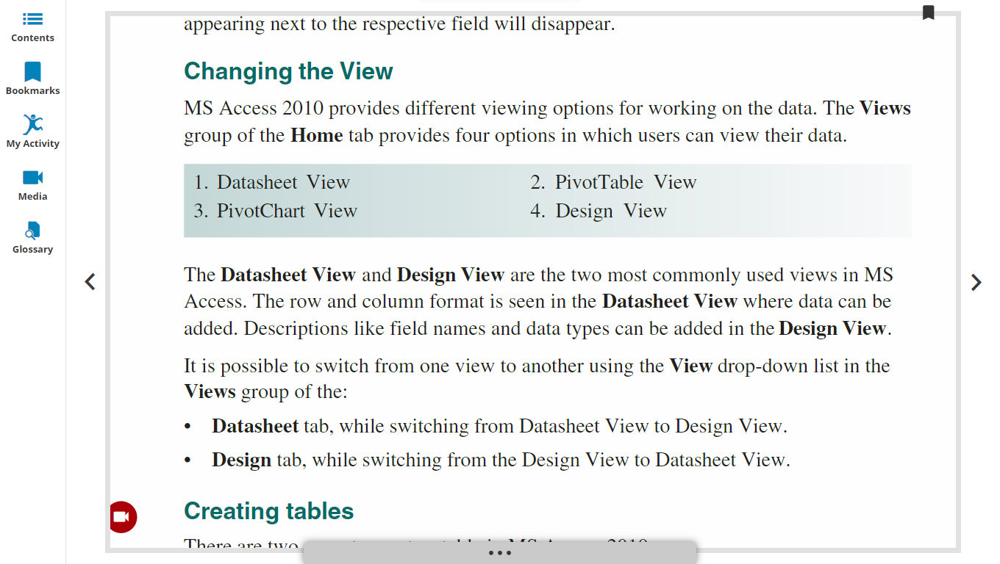 Contents
Bookmarks
My Activity
Media
Glossary
appearing next to the respective field will disappear.
Changing the View
MS Access 2010 provides different viewing options for working on the data. The Views
group of the Home tab provides four options in which users can view their data.
1. Datasheet View 2. PivotTable View
3. PivotChart View 4. Design View
The Datasheet View and Design View are the two most commonly used views in MS
Access. The row and column format is seen in the Datasheet View where data can be
added. Descriptions like field names and data types can be added in the Design View.
It is possible to switch from one view to another using the View drop-down list in the
Views group of the:
• Datasheet tab, while switching from Datasheet View to Design View.
• Design tab, while switching from the Design View to Datasheet View.
Creating tables
There are two